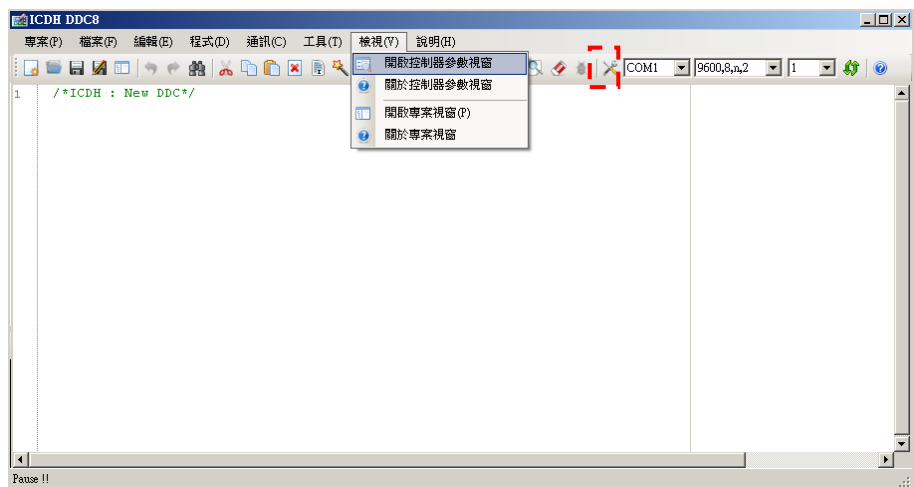 ICDH DDC8
專案(P) 檔案(F) 編輯(E) 程式(D) 通訊(C) 工具(T) 檢視(V) 說明(H)
開啟控制器參數視窗
關於控制器參數視窗
開啟專案視窗(P)
關於專案視窗
COM1 9600,8,n,2 1
1 /*ICDH : New DDC*/
Pause !!